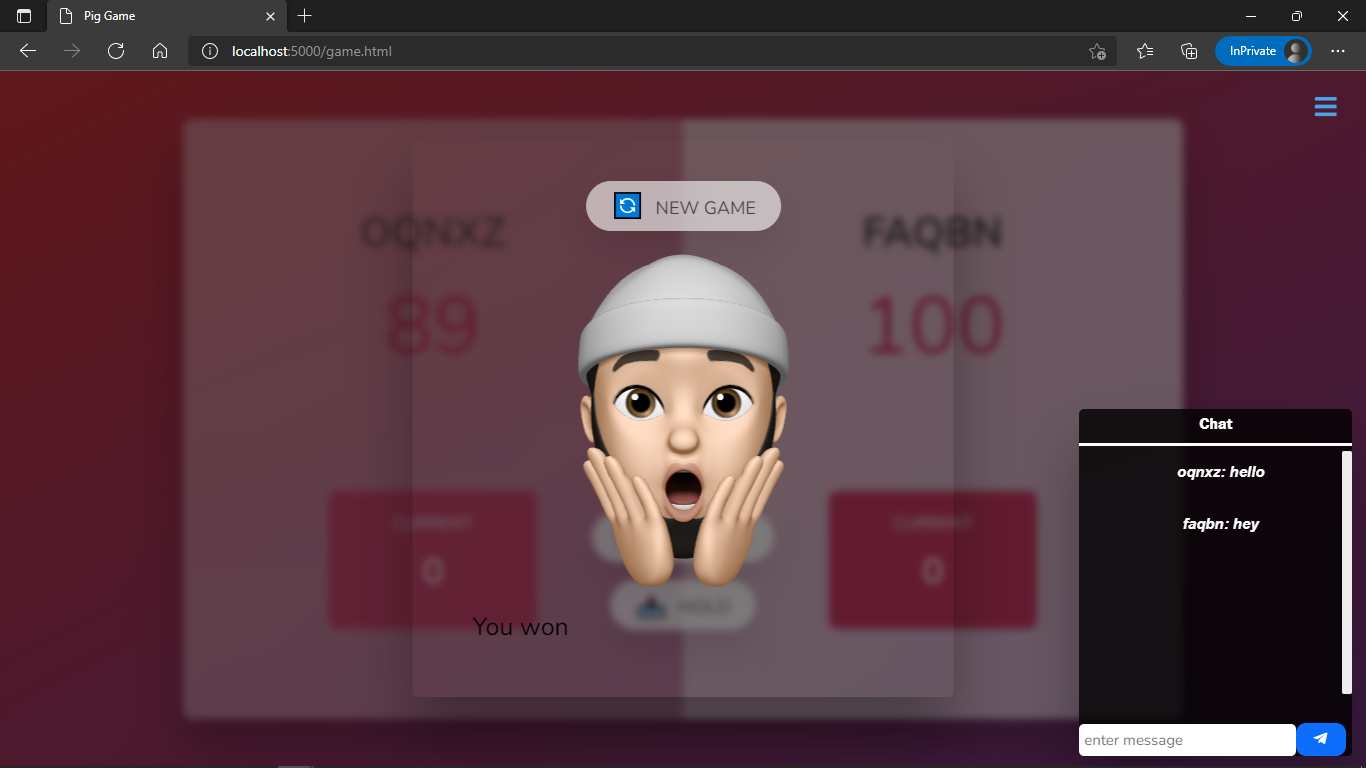 Pig Game
localhost:5000/game.html
InPrivate
NEW GAME
OQNXZ
FAQBN
89
100
CURRENT
0
CURRENT
0
HOLD
You won
Chat
oqnxz: hello
faqbn: hey
enter message